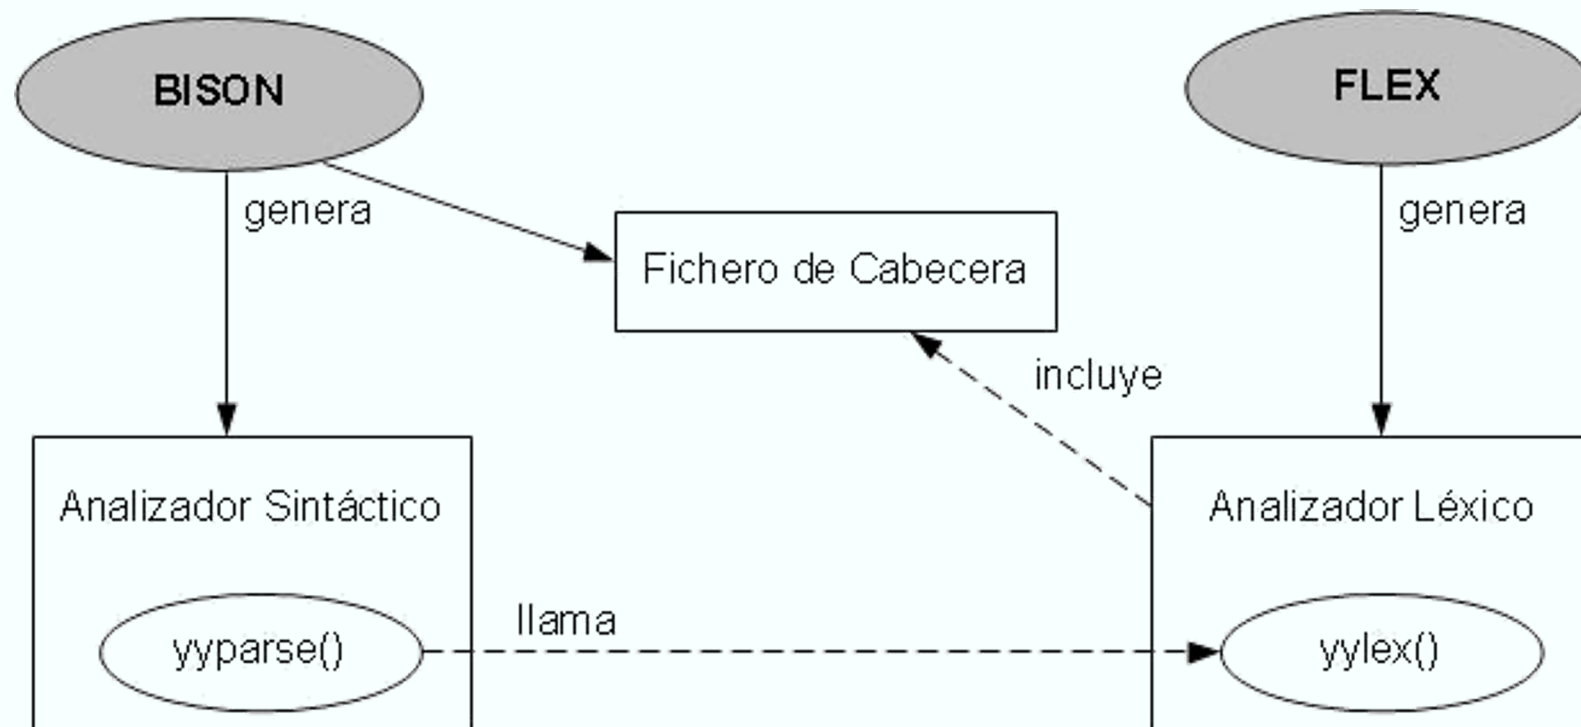 BISON
FLEX
genera
genera
Fichero de Cabecera
incluye
Analizador Sintáctico
Analizador Léxico
llama
yyparse()
yylex()